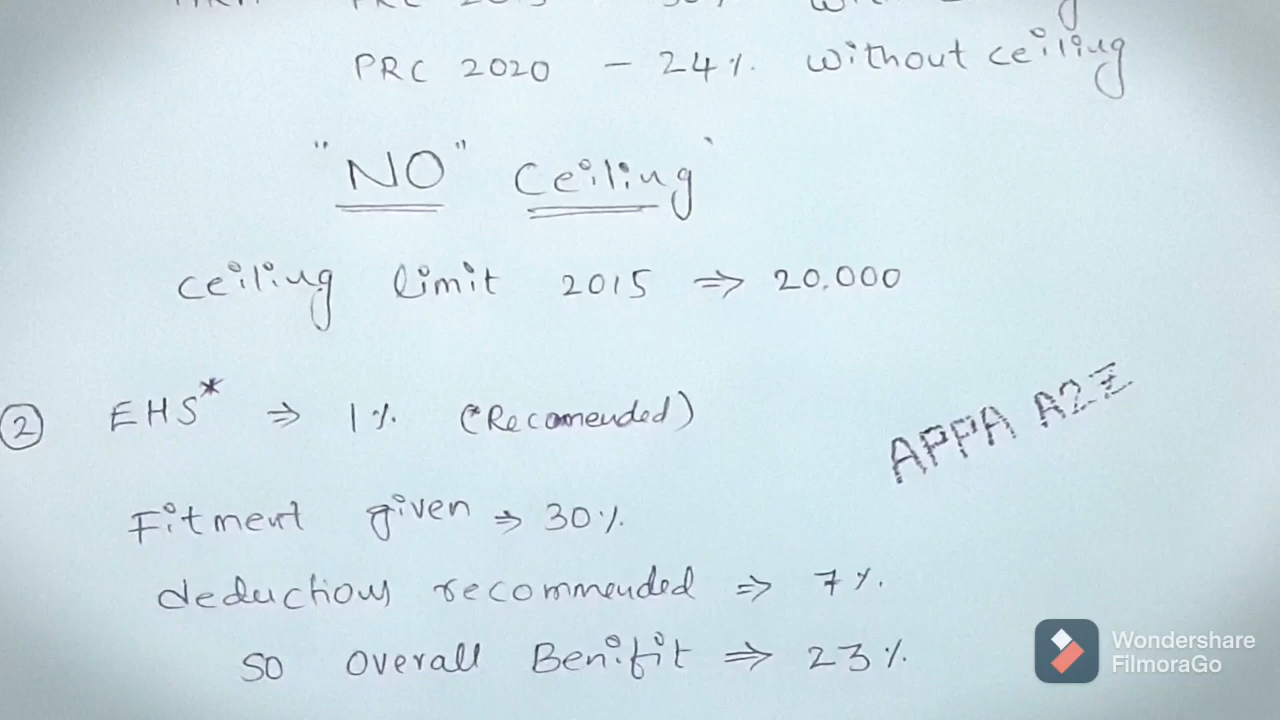 PRC 2020 - 24%. without ceiling
"NO" Ceiling
ceiling limit 2015 ⇒ 20.000
② EHS* ⇒ 1%. (Recomended)
APPA A2Z
Fitment given ⇒ 30%.
deductions recommended ⇒ 7%.
so overall Benifit ⇒ 23%.
Wondershare
FilmoraGo